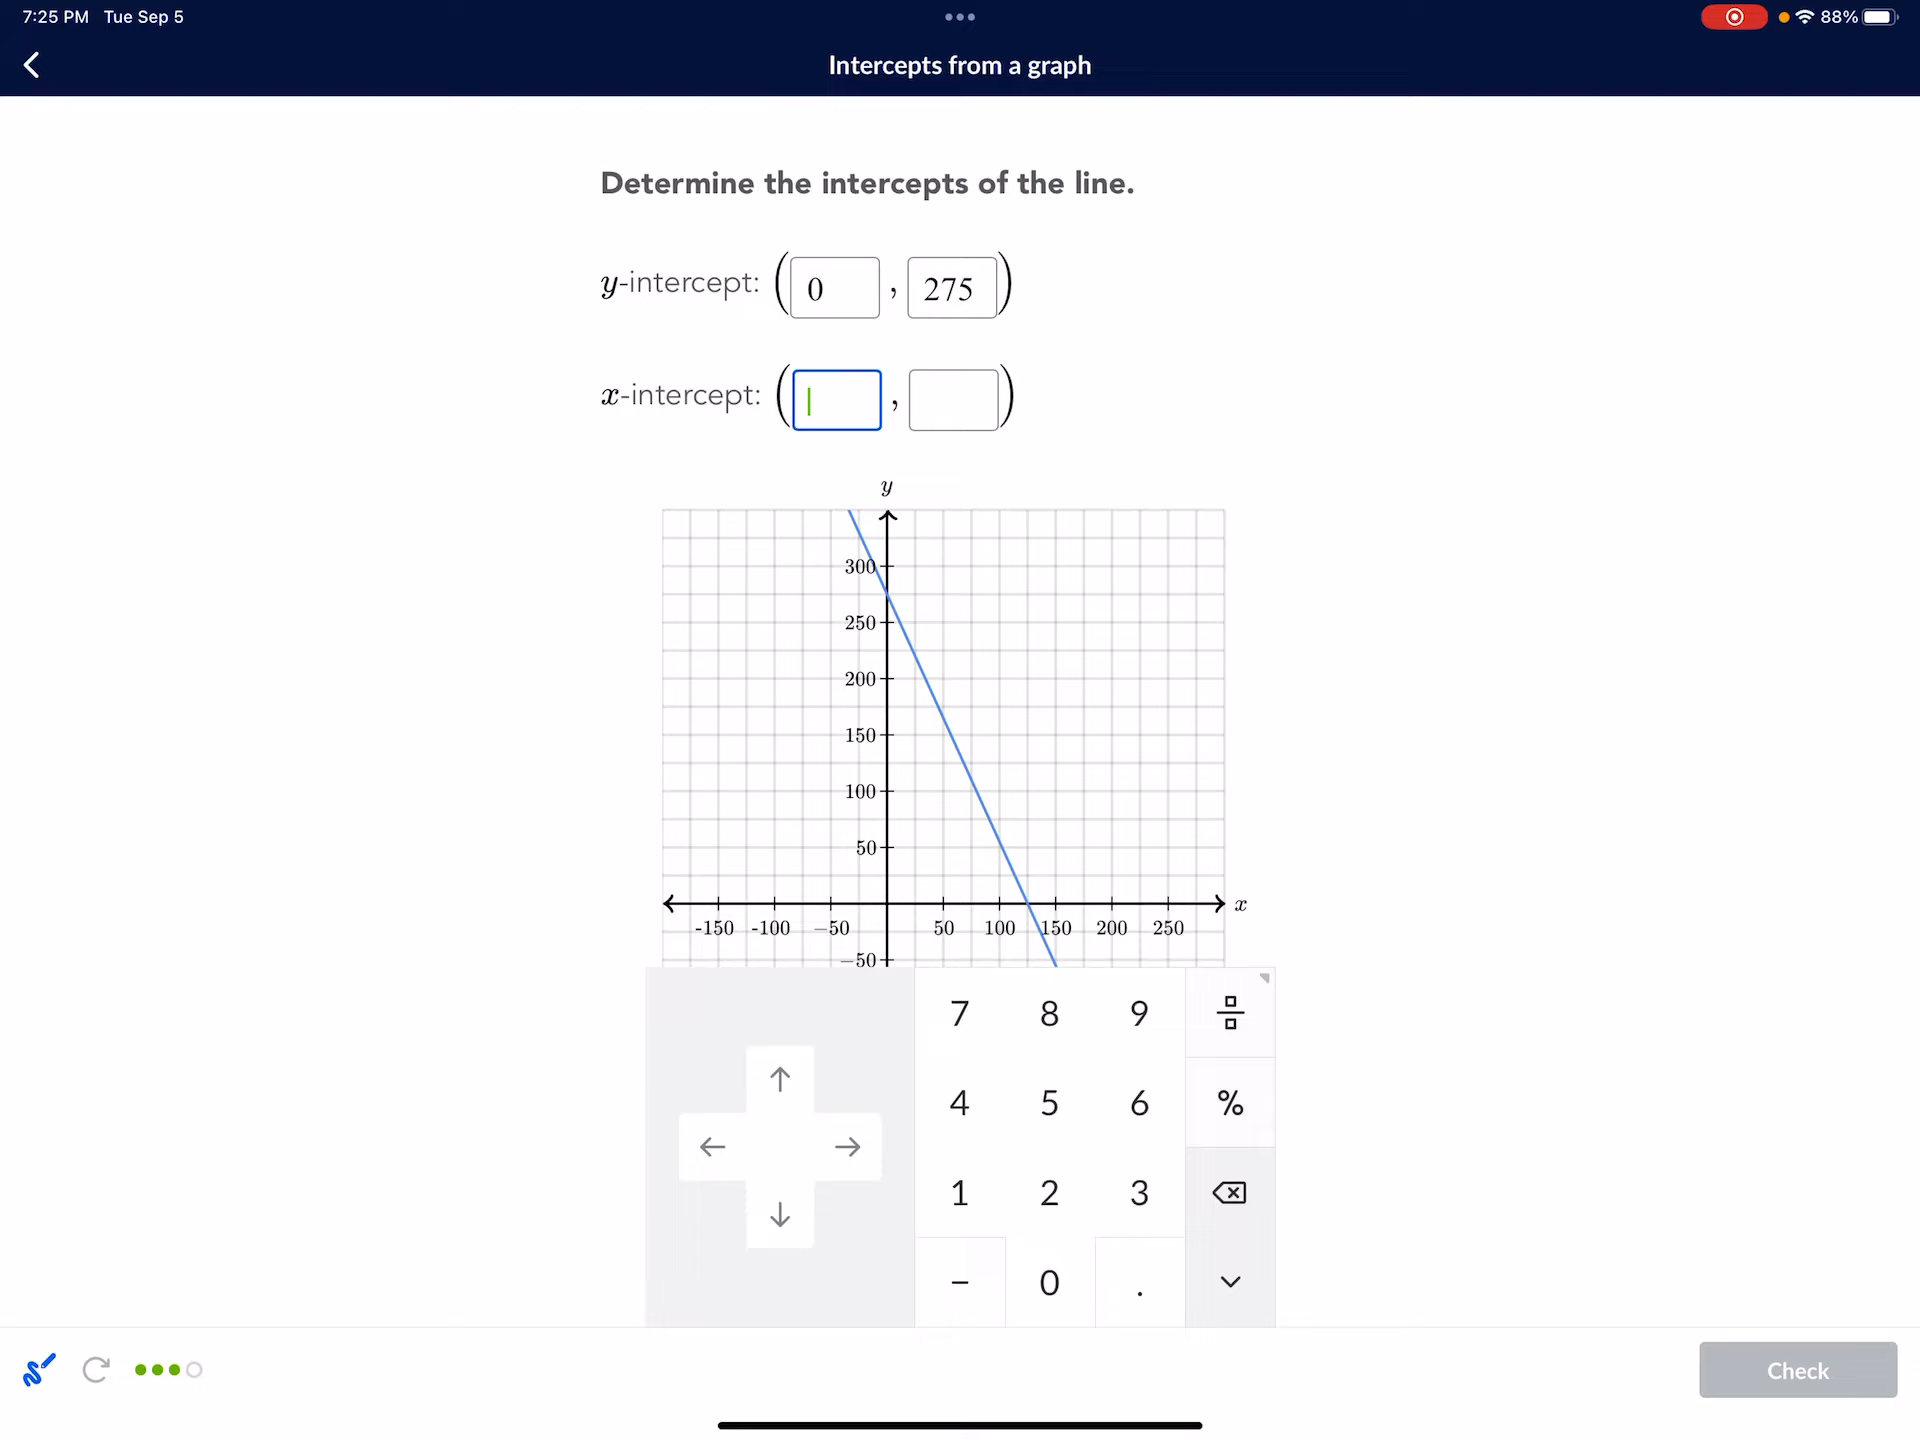 7:25 PM Tue Sep 5
88%
Intercepts from a graph
Determine the intercepts of the line.
y-intercept: (0, 275)
x-intercept: ( , )
y
300
250
200
150
100
50
x
-150 -100 −50 50 100 150 200 250
−50
7 8 9
4 5 6 %
1 2 3
− 0 .
Check